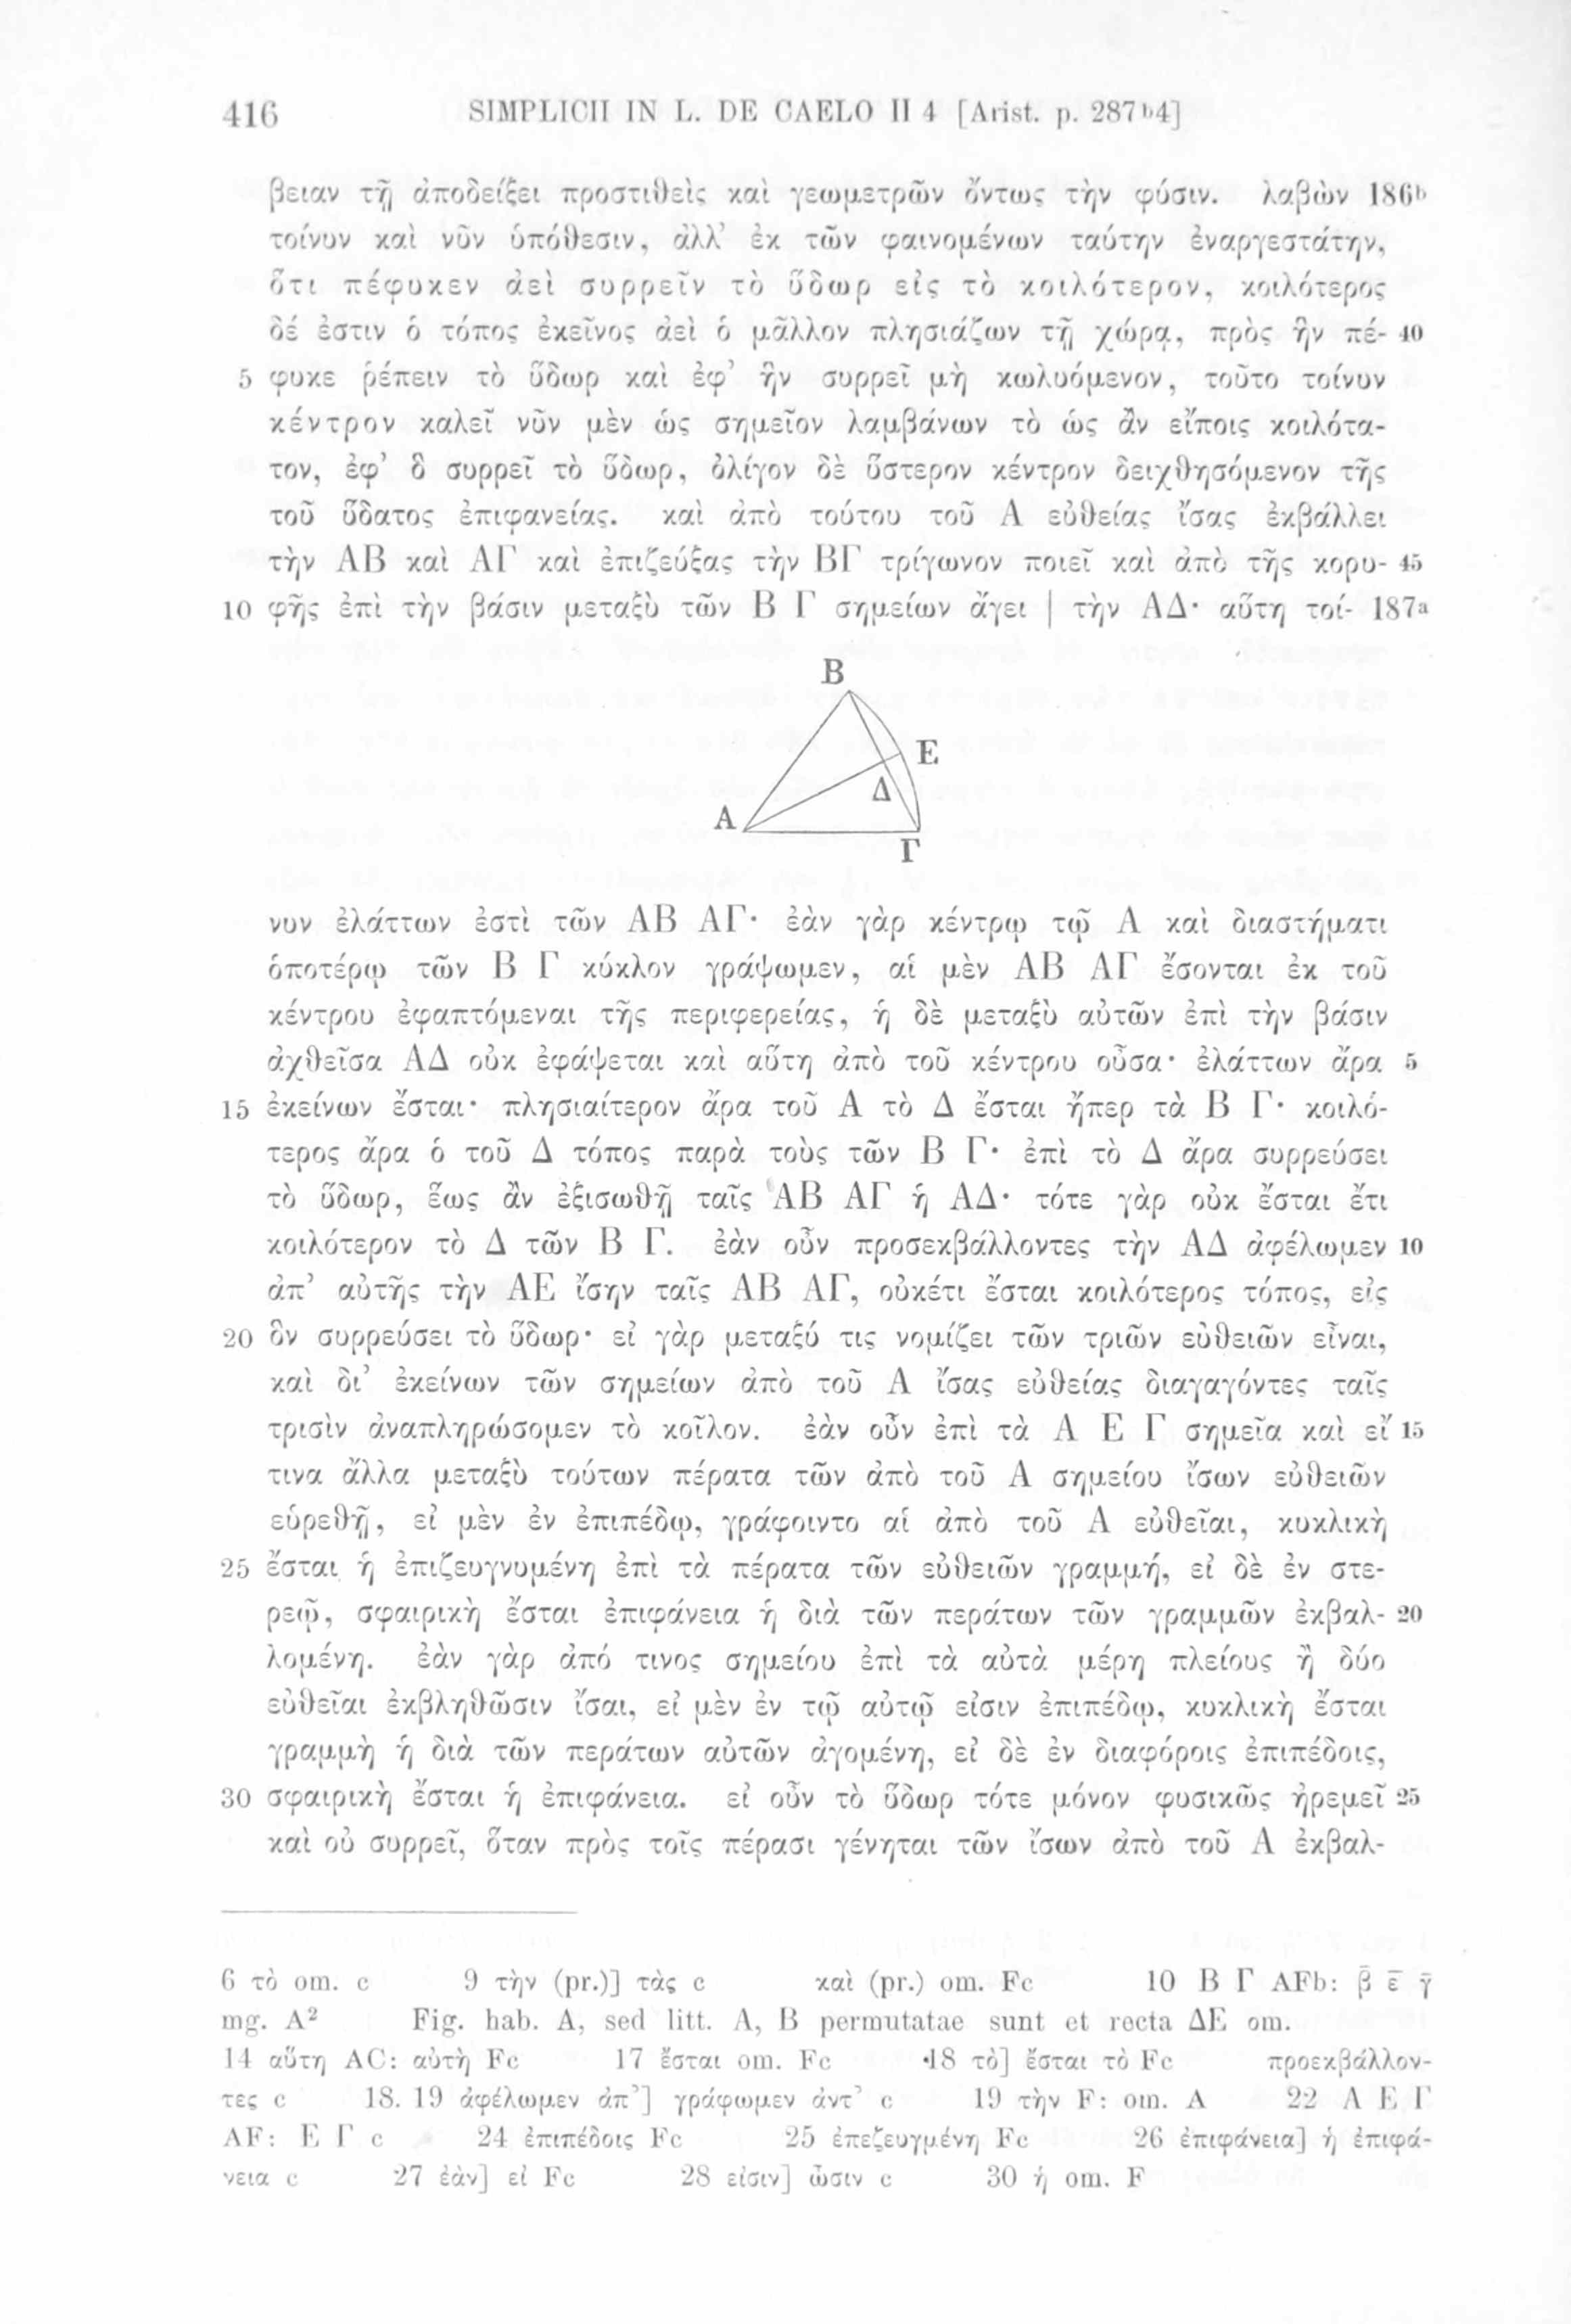 416 SIMPLICII IN L. DE CAELO II 4 [Arist. p. 287ᵇ4]
βειαν τῇ ἀποδείξει προστιθεὶς καὶ γεωμετρῶν ὄντως τὴν φύσιν. λαβὼν 186ᵇ
τοίνυν καὶ νῦν ὑπόθεσιν, ἀλλ’ ἐκ τῶν φαινομένων ταύτην ἐναργεστάτην,
ὅτι πέφυκεν ἀεὶ συρρεῖν τὸ ὕδωρ εἰς τὸ κοιλότερον, κοιλότερος
δέ ἐστιν ὁ τόπος ἐκεῖνος ἀεὶ ὁ μᾶλλον πλησιάζων τῇ χώρᾳ, πρὸς ἣν πέ- 40
5 φυκε ῥέπειν τὸ ὕδωρ καὶ ἐφ’ ἣν συρρεῖ μὴ κωλυόμενον, τοῦτο τοίνυν
κέντρον καλεῖ νῦν μὲν ὡς σημεῖον λαμβάνων τὸ ὡς ἂν εἴποις κοιλότα-
τον, ἐφ’ ὃ συρρεῖ τὸ ὕδωρ, ὀλίγον δὲ ὕστερον κέντρον δειχθησόμενον τῆς
τοῦ ὕδατος ἐπιφανείας. καὶ ἀπὸ τούτου τοῦ Α εὐθείας ἴσας ἐκβάλλει
τὴν ΑΒ καὶ ΑΓ καὶ ἐπιζεύξας τὴν ΒΓ τρίγωνον ποιεῖ καὶ ἀπὸ τῆς κορυ- 45
10 φῆς ἐπὶ τὴν βάσιν μεταξὺ τῶν Β Γ σημείων ἄγει | τὴν ΑΔ· αὕτη τοί- 187ᵃ
Β
Ε
Δ
Α
Γ
νυν ἐλάττων ἐστὶ τῶν ΑΒ ΑΓ· ἐὰν γὰρ κέντρῳ τῷ Α καὶ διαστήματι
ὁποτέρῳ τῶν Β Γ κύκλον γράψωμεν, αἱ μὲν ΑΒ ΑΓ ἔσονται ἐκ τοῦ
κέντρου ἐφαπτόμεναι τῆς περιφερείας, ἡ δὲ μεταξὺ αὐτῶν ἐπὶ τὴν βάσιν
ἀχθεῖσα ΑΔ οὐκ ἐφάψεται καὶ αὕτη ἀπὸ τοῦ κέντρου οὖσα· ἐλάττων ἄρα 5
15 ἐκείνων ἔσται· πλησιαίτερον ἄρα τοῦ Α τὸ Δ ἔσται ἤπερ τὰ Β Γ· κοιλό-
τερος ἄρα ὁ τοῦ Δ τόπος παρὰ τοὺς τῶν Β Γ· ἐπὶ τὸ Δ ἄρα συρρεύσει
τὸ ὕδωρ, ἕως ἂν ἐξισωθῇ ταῖς ΑΒ ΑΓ ἡ ΑΔ· τότε γὰρ οὐκ ἔσται ἔτι
κοιλότερον τὸ Δ τῶν Β Γ. ἐὰν οὖν προσεκβάλλοντες τὴν ΑΔ ἀφέλωμεν 10
ἀπ’ αὐτῆς τὴν ΑΕ ἴσην ταῖς ΑΒ ΑΓ, οὐκέτι ἔσται κοιλότερος τόπος, εἰς
20 ὃν συρρεύσει τὸ ὕδωρ· εἰ γὰρ μεταξύ τις νομίζει τῶν τριῶν εὐθειῶν εἶναι,
καὶ δι’ ἐκείνων τῶν σημείων ἀπὸ τοῦ Α ἴσας εὐθείας διαγαγόντες ταῖς
τρισὶν ἀναπληρώσομεν τὸ κοῖλον. ἐὰν οὖν ἐπὶ τὰ Α Ε Γ σημεῖα καὶ εἴ 15
τινα ἄλλα μεταξὺ τούτων πέρατα τῶν ἀπὸ τοῦ Α σημείου ἴσων εὐθειῶν
εὑρεθῇ, εἰ μὲν ἐν ἐπιπέδῳ, γράφοιντο αἱ ἀπὸ τοῦ Α εὐθεῖαι, κυκλικὴ
25 ἔσται ἡ ἐπιζευγνυμένη ἐπὶ τὰ πέρατα τῶν εὐθειῶν γραμμή, εἰ δὲ ἐν στε-
ρεῷ, σφαιρικὴ ἔσται ἐπιφάνεια ἡ διὰ τῶν περάτων τῶν γραμμῶν ἐκβαλ- 20
λομένη. ἐὰν γὰρ ἀπό τινος σημείου ἐπὶ τὰ αὐτὰ μέρη πλείους ἢ δύο
εὐθεῖαι ἐκβληθῶσιν ἴσαι, εἰ μὲν ἐν τῷ αὐτῷ εἰσιν ἐπιπέδῳ, κυκλικὴ ἔσται
γραμμὴ ἡ διὰ τῶν περάτων αὐτῶν ἀγομένη, εἰ δὲ ἐν διαφόροις ἐπιπέδοις,
30 σφαιρικὴ ἔσται ἡ ἐπιφάνεια. εἰ οὖν τὸ ὕδωρ τότε μόνον φυσικῶς ἠρεμεῖ 25
καὶ οὐ συρρεῖ, ὅταν πρὸς τοῖς πέρασι γένηται τῶν ἴσων ἀπὸ τοῦ Α ἐκβαλ-
6 τὸ om. c 9 τὴν (pr.)] τὰς c καὶ (pr.) om. Fc 10 Β Γ AFb: β̄ ε̄ γ̄
mg. A² Fig. hab. A, sed litt. Α, Β permutatae sunt et recta ΔΕ om.
14 αὕτη AC: αὐτὴ Fc 17 ἔσται om. Fc 18 τὸ] ἔσται τὸ Fc προεκβάλλον-
τες c 18. 19 ἀφέλωμεν ἀπ’] γράφωμεν ἀντ’ c 19 τὴν F: om. A 22 Α Ε Γ
AF: Ε Γ c 24 ἐπιπέδοις Fc 25 ἐπεζευγμένη Fc 26 ἐπιφάνεια] ἡ ἐπιφά-
νεια c 27 ἐὰν] εἰ Fc 28 εἰσιν] ὦσιν c 30 ἡ om. F